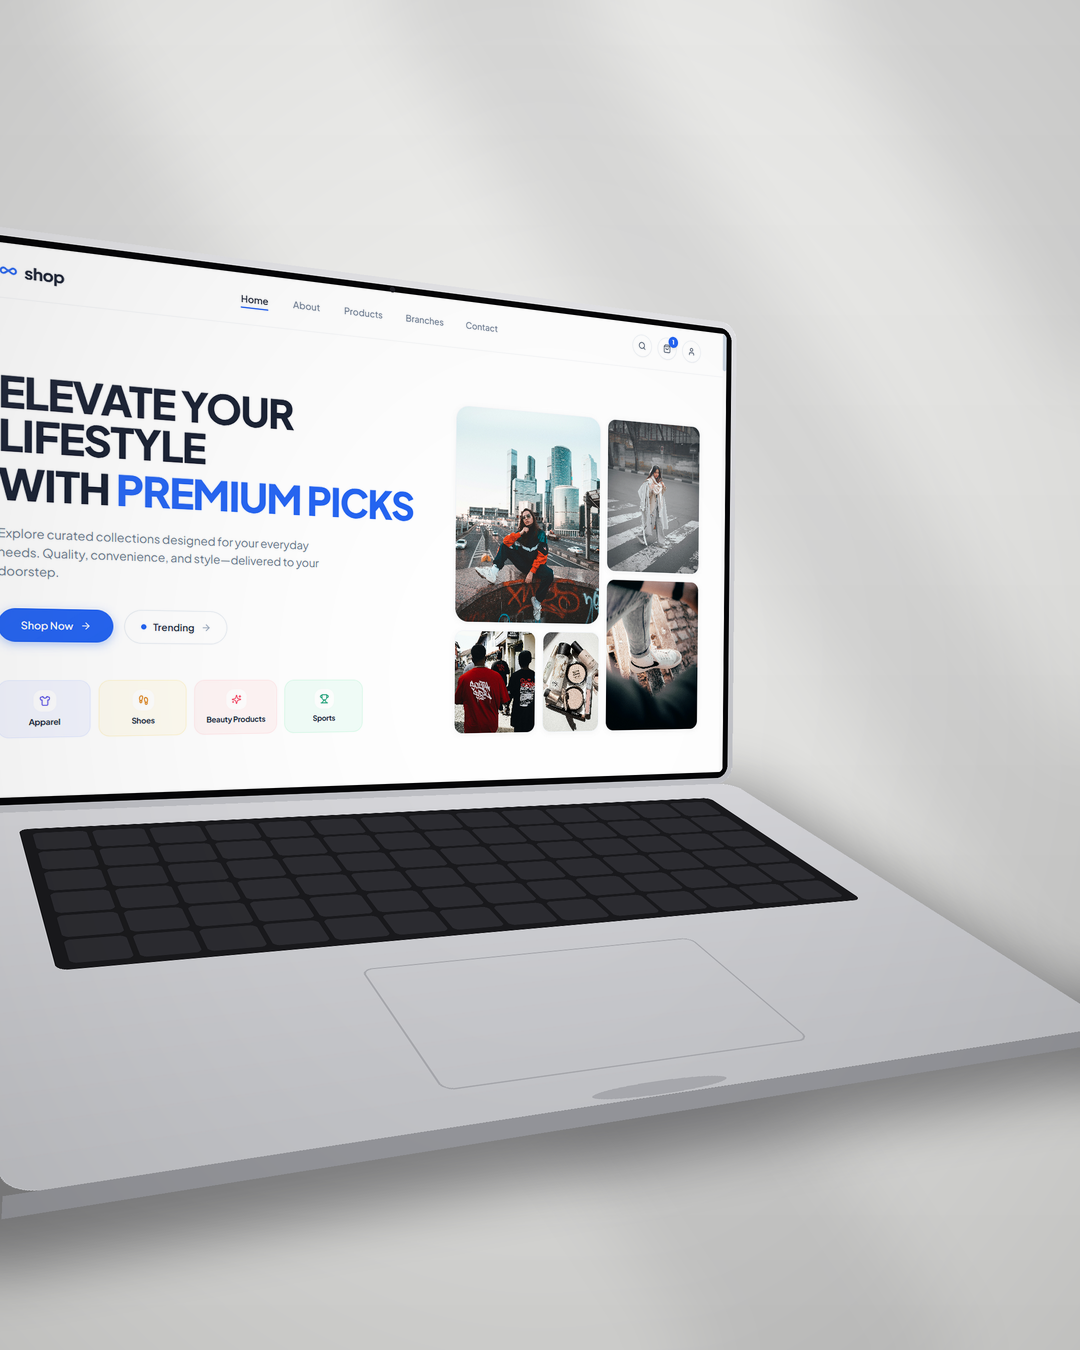 shop
Home
About
Products
Branches
Contact
1
ELEVATE YOUR
LIFESTYLE
WITH PREMIUM PICKS
Explore curated collections designed for your everyday
needs. Quality, convenience, and style—delivered to your
doorstep.
Shop Now
Trending
Apparel
Shoes
Beauty Products
Sports